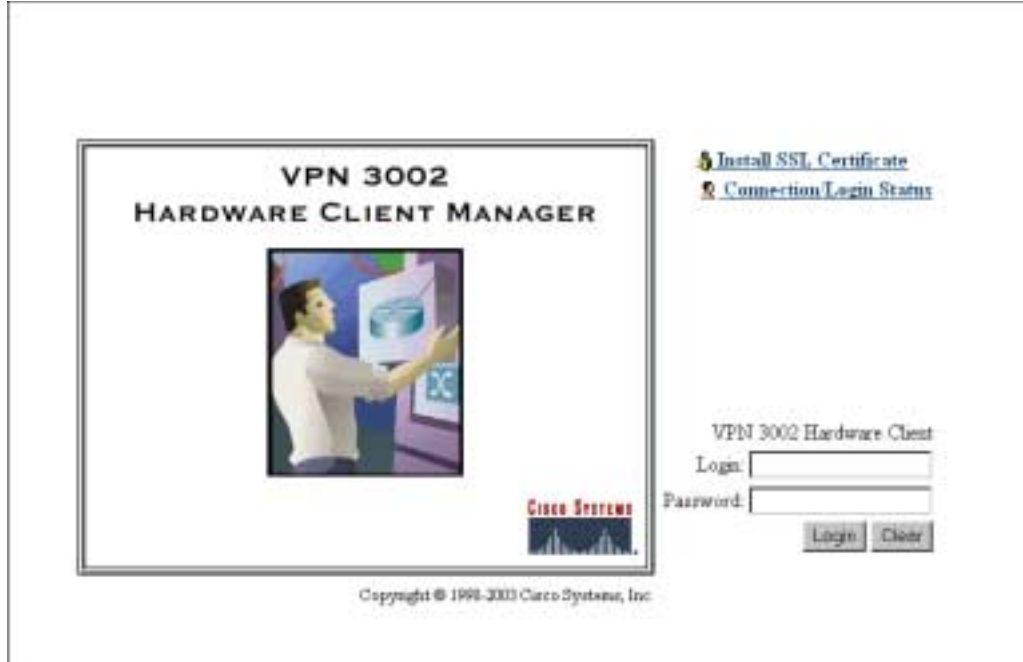 VPN 3002
HARDWARE CLIENT MANAGER
CISCO SYSTEMS
Copyright © 1998-2003 Cisco Systems, Inc
Install SSL Certificate
Connection/Login Status
VPN 3002 Hardware Client
Login:
Password:
Login Clear